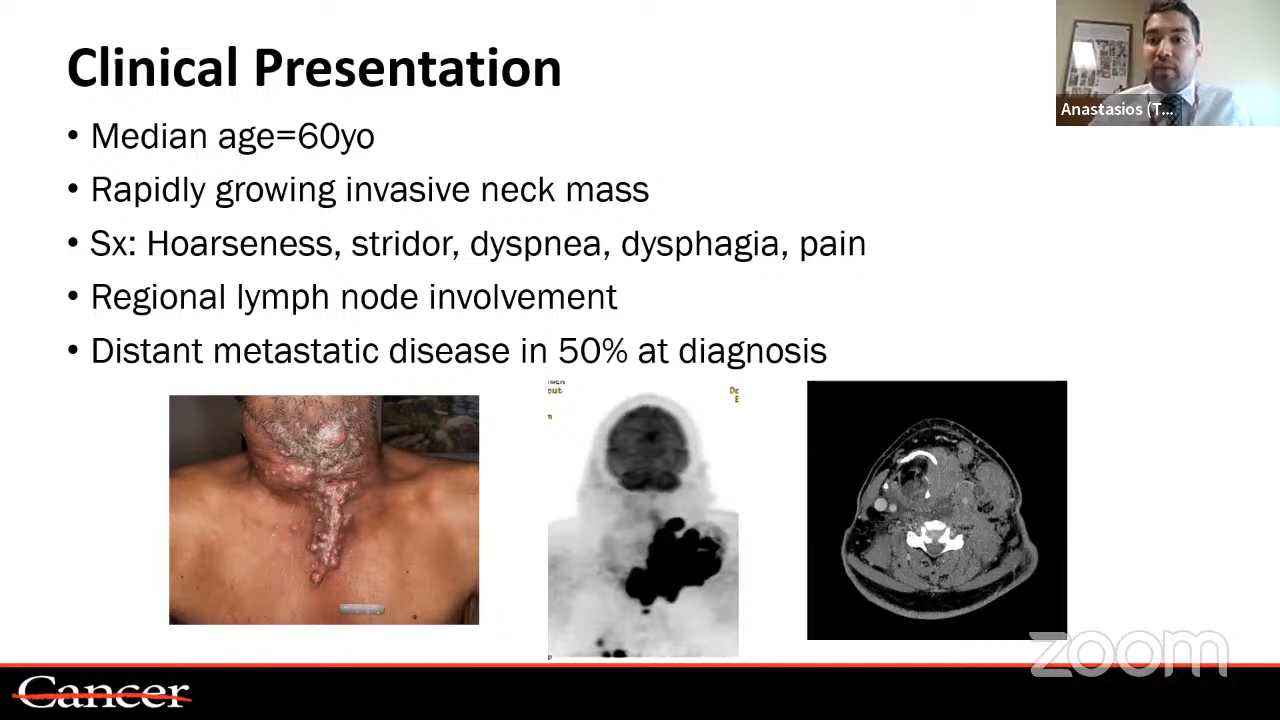 Clinical Presentation
Anastasios (T...
• Median age=60yo
• Rapidly growing invasive neck mass
• Sx: Hoarseness, stridor, dyspnea, dysphagia, pain
• Regional lymph node involvement
• Distant metastatic disease in 50% at diagnosis
zoom
Cancer